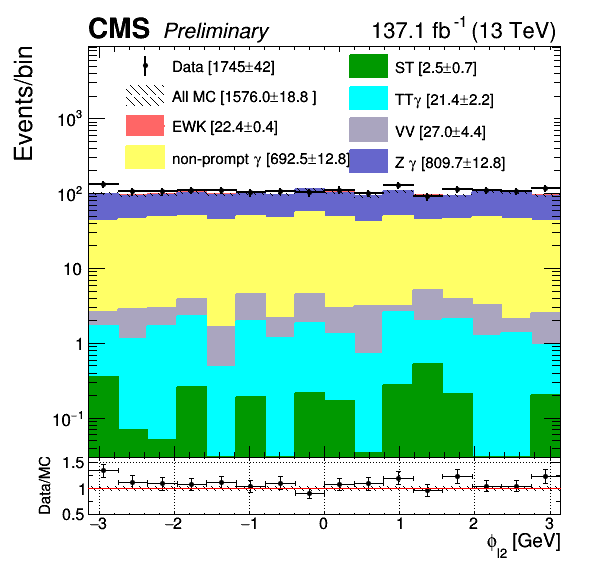 CMS Preliminary 137.1 fb⁻¹ (13 TeV)
Events/bin
Data [1745±42]
All MC [1576.0±18.8 ]
EWK [22.4±0.4]
non-prompt γ [692.5±12.8]
ST [2.5±0.7]
TTγ [21.4±2.2]
VV [27.0±4.4]
Z γ [809.7±12.8]
10³
10²
10
1
10⁻¹
Data/MC
1.5
1
0.5
−3 −2 −1 0 1 2 3
ϕl2 [GeV]